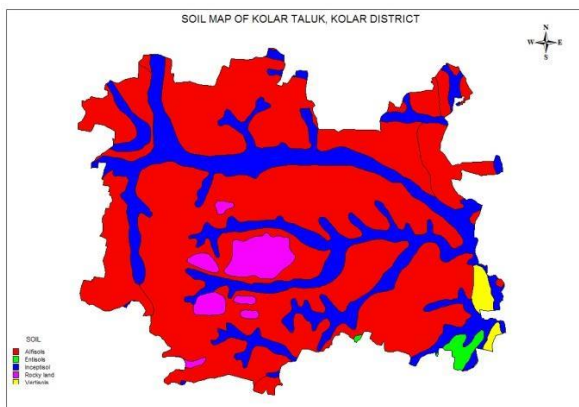 SOIL MAP OF KOLAR TALUK, KOLAR DISTRICT
N
W E
S
SOIL
Alfisols
Entisols
Inceptisol
Rocky land
Vertisols